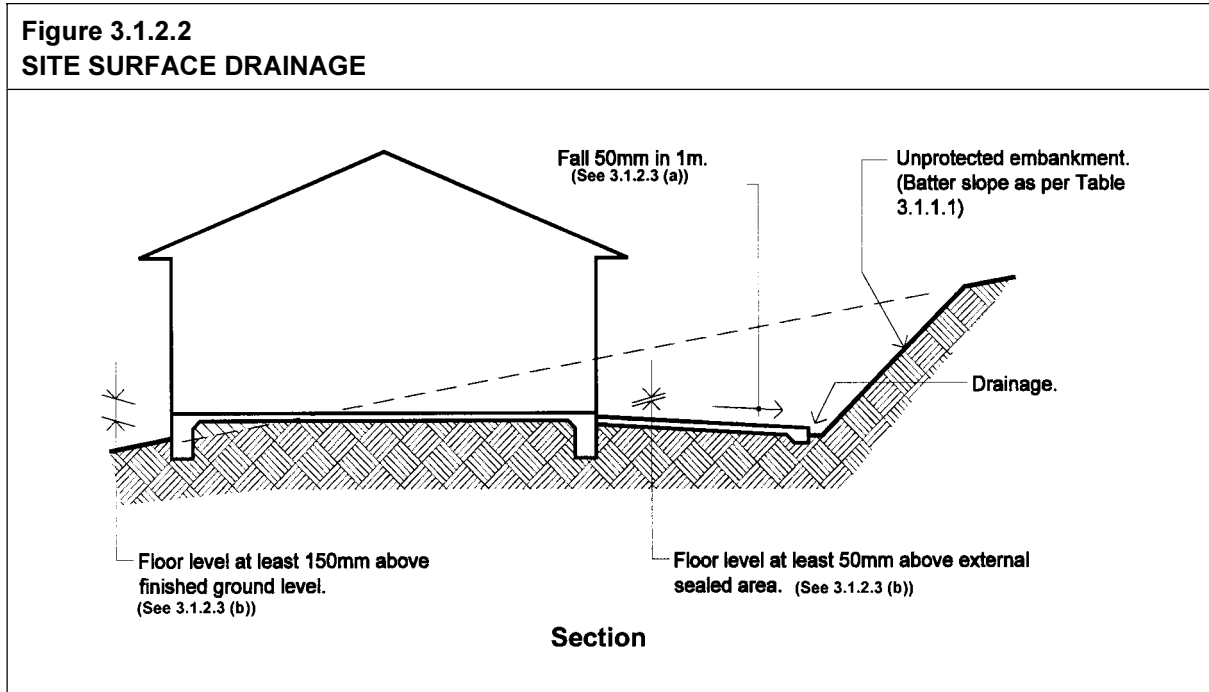 Figure 3.1.2.2
SITE SURFACE DRAINAGE
Fall 50mm in 1m.
(See 3.1.2.3 (a))
Unprotected embankment.
(Batter slope as per Table
3.1.1.1)
Drainage.
Floor level at least 150mm above
finished ground level.
(See 3.1.2.3 (b))
Floor level at least 50mm above external
sealed area. (See 3.1.2.3 (b))
Section